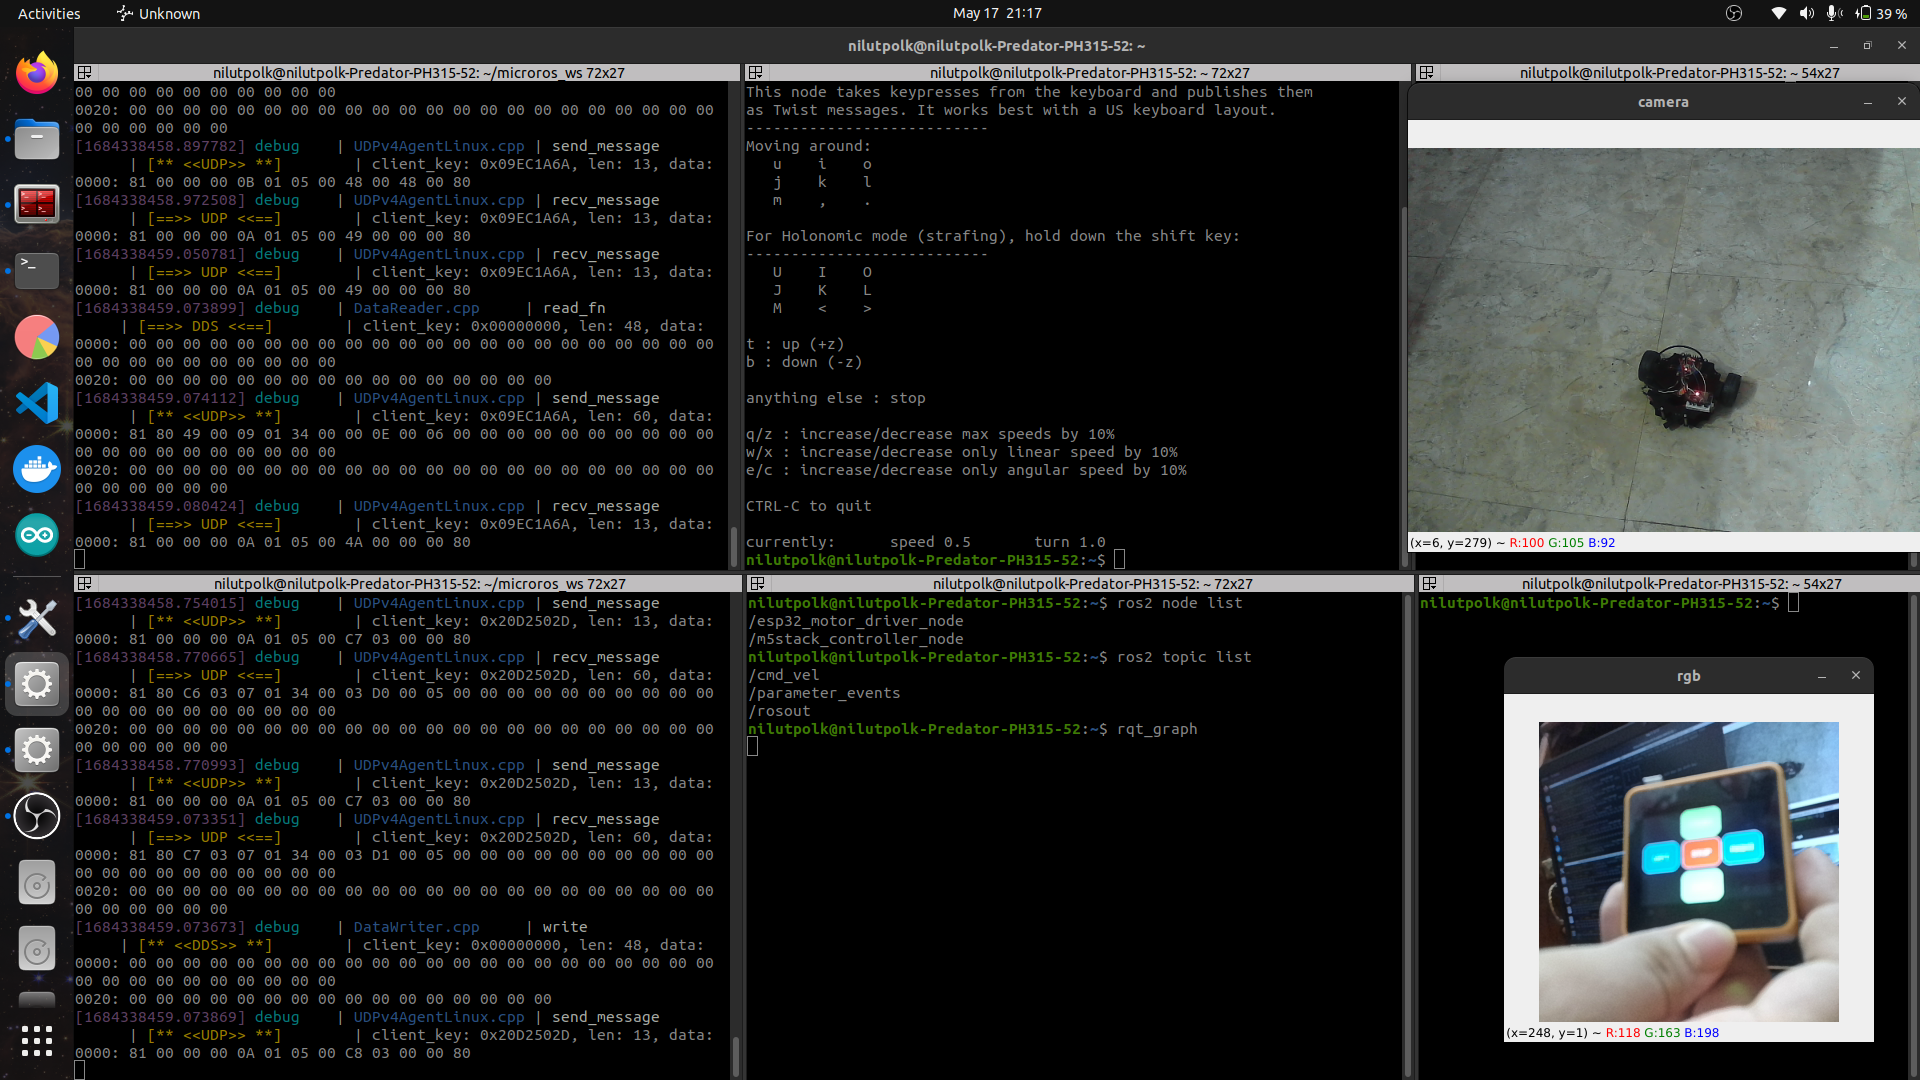 Activities
Unknown
May 17 21:17
39 %
nilutpolk@nilutpolk-Predator-PH315-52: ~
nilutpolk@nilutpolk-Predator-PH315-52: ~/microros_ws 72x27
00 00 00 00 00 00 00 00 00 00
0020: 00 00 00 00 00 00 00 00 00 00 00 00 00 00 00 00 00 00 00 00 00 00
00 00 00 00 00 00
[1684338458.897782] debug | UDPv4AgentLinux.cpp | send_message
| [** <<UDP>> **] | client_key: 0x09EC1A6A, len: 13, data:
0000: 81 00 00 00 0B 01 05 00 48 00 48 00 80
[1684338458.972508] debug | UDPv4AgentLinux.cpp | recv_message
| [==>> UDP <<==] | client_key: 0x09EC1A6A, len: 13, data:
0000: 81 00 00 00 0A 01 05 00 49 00 00 00 80
[1684338459.050781] debug | UDPv4AgentLinux.cpp | recv_message
| [==>> UDP <<==] | client_key: 0x09EC1A6A, len: 13, data:
0000: 81 00 00 00 0A 01 05 00 49 00 00 00 80
[1684338459.073899] debug | DataReader.cpp | read_fn
| [==>> DDS <<==] | client_key: 0x00000000, len: 48, data:
0000: 00 00 00 00 00 00 00 00 00 00 00 00 00 00 00 00 00 00 00 00 00 00
00 00 00 00 00 00 00 00 00 00
0020: 00 00 00 00 00 00 00 00 00 00 00 00 00 00 00 00
[1684338459.074112] debug | UDPv4AgentLinux.cpp | send_message
| [** <<UDP>> **] | client_key: 0x09EC1A6A, len: 60, data:
0000: 81 80 49 00 09 01 34 00 00 0E 00 06 00 00 00 00 00 00 00 00 00 00
00 00 00 00 00 00 00 00 00 00
0020: 00 00 00 00 00 00 00 00 00 00 00 00 00 00 00 00 00 00 00 00 00 00
00 00 00 00 00 00
[1684338459.080424] debug | UDPv4AgentLinux.cpp | recv_message
| [==>> UDP <<==] | client_key: 0x09EC1A6A, len: 13, data:
0000: 81 00 00 00 0A 01 05 00 4A 00 00 00 80
nilutpolk@nilutpolk-Predator-PH315-52: ~ 72x27
This node takes keypresses from the keyboard and publishes them
as Twist messages. It works best with a US keyboard layout.
---------------------------
Moving around:
u i o
j k l
m , .
For Holonomic mode (strafing), hold down the shift key:
---------------------------
U I O
J K L
M < >
t : up (+z)
b : down (-z)
anything else : stop
q/z : increase/decrease max speeds by 10%
w/x : increase/decrease only linear speed by 10%
e/c : increase/decrease only angular speed by 10%
CTRL-C to quit
currently: speed 0.5 turn 1.0
nilutpolk@nilutpolk-Predator-PH315-52:~$
nilutpolk@nilutpolk-Predator-PH315-52: ~ 54x27
camera
(x=6, y=279) ~ R:100 G:105 B:92
nilutpolk@nilutpolk-Predator-PH315-52: ~/microros_ws 72x27
[1684338458.754015] debug | UDPv4AgentLinux.cpp | send_message
| [** <<UDP>> **] | client_key: 0x20D2502D, len: 13, data:
0000: 81 00 00 00 0A 01 05 00 C7 03 00 00 80
[1684338458.770665] debug | UDPv4AgentLinux.cpp | recv_message
| [==>> UDP <<==] | client_key: 0x20D2502D, len: 60, data:
0000: 81 80 C6 03 07 01 34 00 03 D0 00 05 00 00 00 00 00 00 00 00 00 00
00 00 00 00 00 00 00 00 00 00
0020: 00 00 00 00 00 00 00 00 00 00 00 00 00 00 00 00 00 00 00 00 00 00
00 00 00 00 00 00
[1684338458.770993] debug | UDPv4AgentLinux.cpp | send_message
| [** <<UDP>> **] | client_key: 0x20D2502D, len: 13, data:
0000: 81 00 00 00 0A 01 05 00 C7 03 00 00 80
[1684338459.073351] debug | UDPv4AgentLinux.cpp | recv_message
| [==>> UDP <<==] | client_key: 0x20D2502D, len: 60, data:
0000: 81 80 C7 03 07 01 34 00 03 D1 00 05 00 00 00 00 00 00 00 00 00 00
00 00 00 00 00 00 00 00 00 00
0020: 00 00 00 00 00 00 00 00 00 00 00 00 00 00 00 00 00 00 00 00 00 00
00 00 00 00 00 00
[1684338459.073673] debug | DataWriter.cpp | write
| [** <<DDS>> **] | client_key: 0x00000000, len: 48, data:
0000: 00 00 00 00 00 00 00 00 00 00 00 00 00 00 00 00 00 00 00 00 00 00
00 00 00 00 00 00 00 00 00 00
0020: 00 00 00 00 00 00 00 00 00 00 00 00 00 00 00 00
[1684338459.073869] debug | UDPv4AgentLinux.cpp | send_message
| [** <<UDP>> **] | client_key: 0x20D2502D, len: 13, data:
0000: 81 00 00 00 0A 01 05 00 C8 03 00 00 80
nilutpolk@nilutpolk-Predator-PH315-52: ~ 72x27
nilutpolk@nilutpolk-Predator-PH315-52:~$ ros2 node list
/esp32_motor_driver_node
/m5stack_controller_node
nilutpolk@nilutpolk-Predator-PH315-52:~$ ros2 topic list
/cmd_vel
/parameter_events
/rosout
nilutpolk@nilutpolk-Predator-PH315-52:~$ rqt_graph
nilutpolk@nilutpolk-Predator-PH315-52: ~ 54x27
nilutpolk@nilutpolk-Predator-PH315-52:~$
rgb
(x=248, y=1) ~ R:118 G:163 B:198